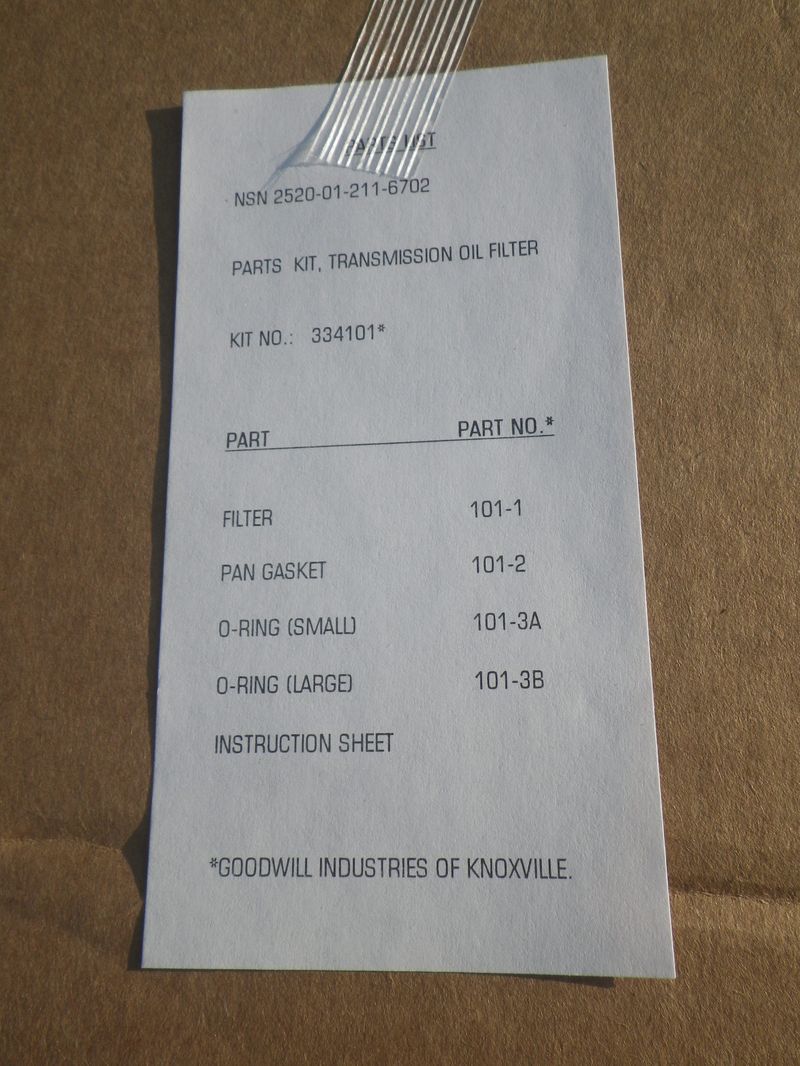 PARTS LIST
NSN 2520-01-211-6702
PARTS KIT, TRANSMISSION OIL FILTER
KIT NO.: 334101*
PART PART NO.*
FILTER 101-1
PAN GASKET 101-2
O-RING (SMALL) 101-3A
O-RING (LARGE) 101-3B
INSTRUCTION SHEET
*GOODWILL INDUSTRIES OF KNOXVILLE.